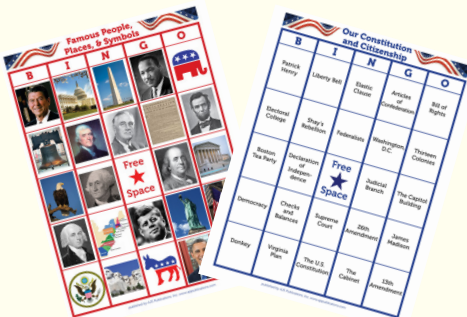 Famous People,
Places, & Symbols
B I N G O
Free
Space
Our Constitution
and Citizenship
B I N G O
Patrick
Henry
Liberty Bell
Elastic
Clause
Articles
of
Confederation
Bill of
Rights
Electoral
College
Shay's
Rebellion
Federalists
Washington,
D.C.
Thirteen
Colonies
Boston
Tea Party
Declaration
of
Indepen-
dence
Free
Space
Judicial
Branch
The Capitol
Building
Democracy
Checks
and
Balances
Supreme
Court
26th
Amendment
James
Madison
Donkey
Virginia
Plan
The U.S.
Constitution
The
Cabinet
13th
Amendment